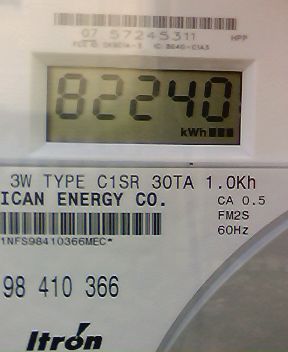 07 57245311 HPP
82240
kWh
3W TYPE C1SR 30TA 1.0Kh
ICAN ENERGY CO. CA 0.5
FM2S
60Hz
1NFS98410366MEC*
98 410 366
Itron